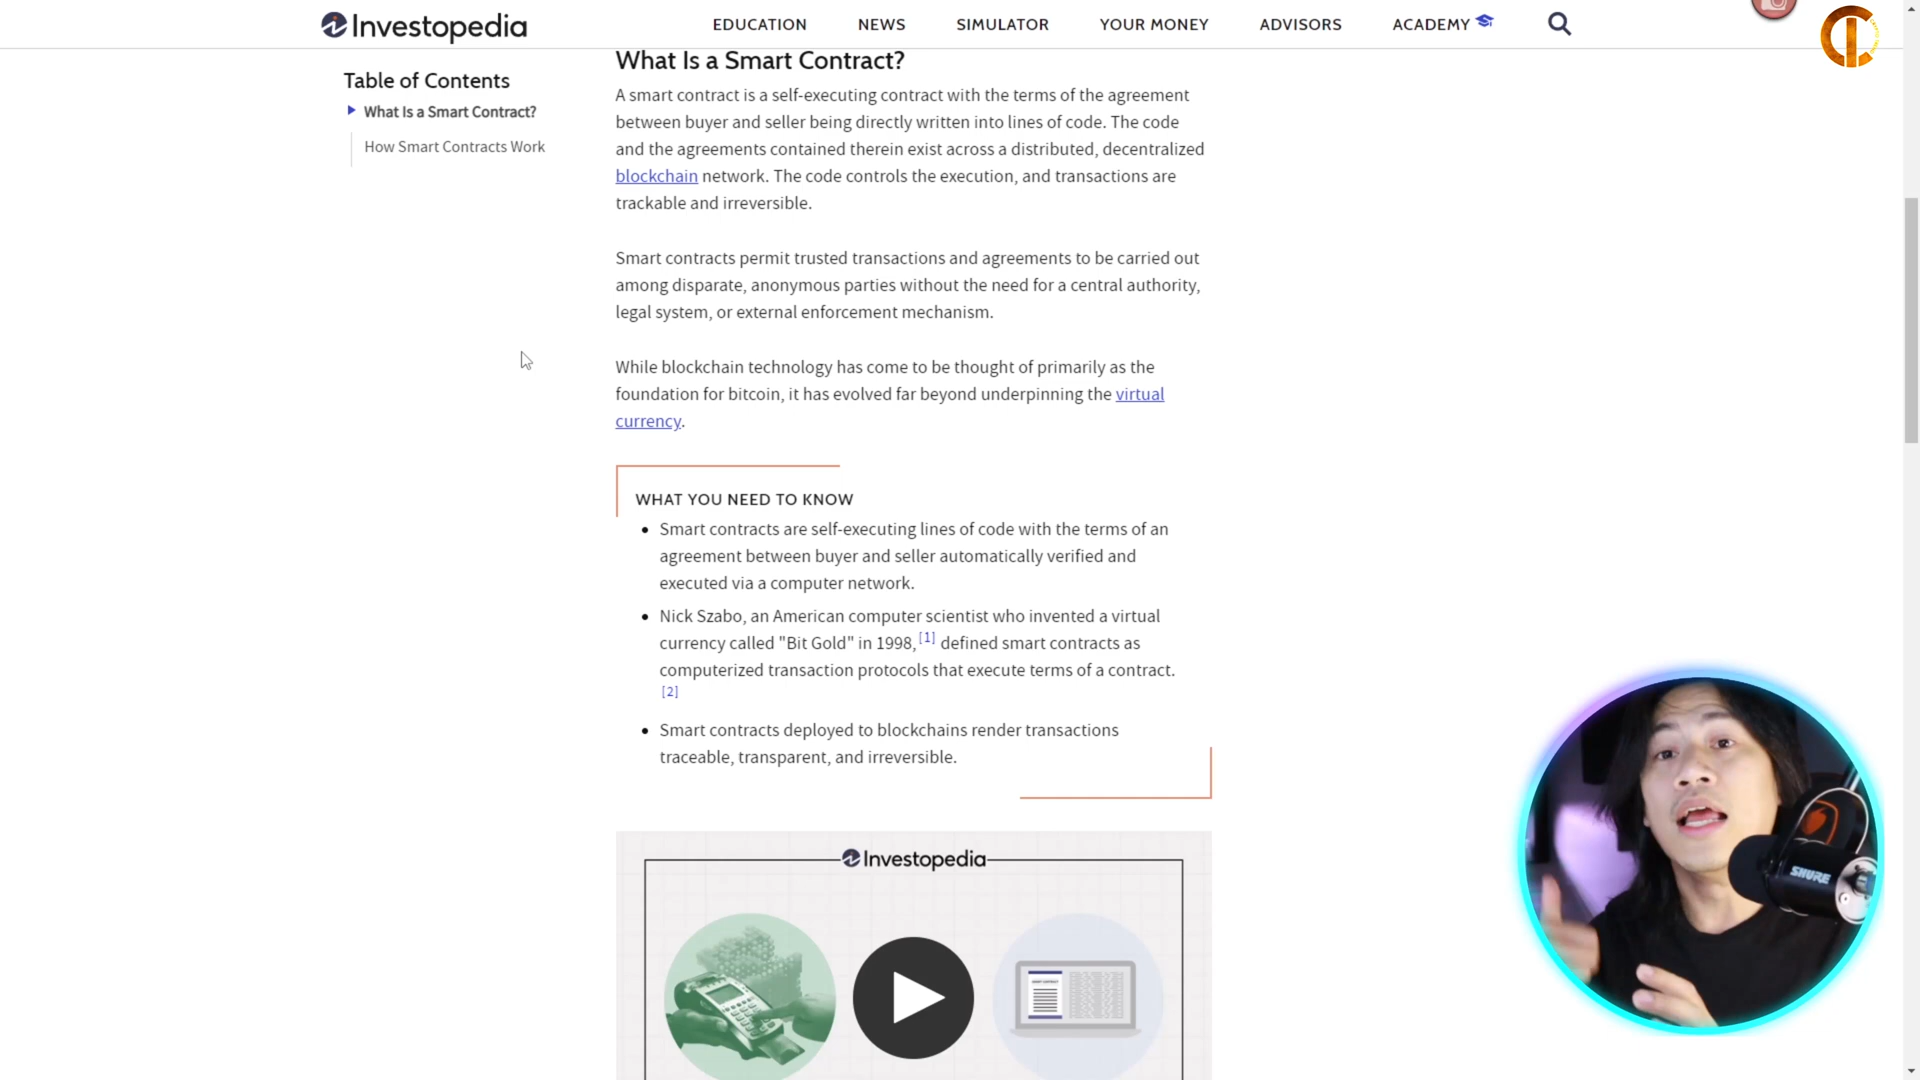 Investopedia
EDUCATION NEWS SIMULATOR YOUR MONEY ADVISORS ACADEMY
Table of Contents
What Is a Smart Contract?
How Smart Contracts Work
What Is a Smart Contract?
A smart contract is a self-executing contract with the terms of the agreement
between buyer and seller being directly written into lines of code. The code
and the agreements contained therein exist across a distributed, decentralized
blockchain network. The code controls the execution, and transactions are
trackable and irreversible.
Smart contracts permit trusted transactions and agreements to be carried out
among disparate, anonymous parties without the need for a central authority,
legal system, or external enforcement mechanism.
While blockchain technology has come to be thought of primarily as the
foundation for bitcoin, it has evolved far beyond underpinning the virtual
currency.
WHAT YOU NEED TO KNOW
Smart contracts are self-executing lines of code with the terms of an
agreement between buyer and seller automatically verified and
executed via a computer network.
Nick Szabo, an American computer scientist who invented a virtual
currency called "Bit Gold" in 1998,[1] defined smart contracts as
computerized transaction protocols that execute terms of a contract.
[2]
Smart contracts deployed to blockchains render transactions
traceable, transparent, and irreversible.
Investopedia
SHURE